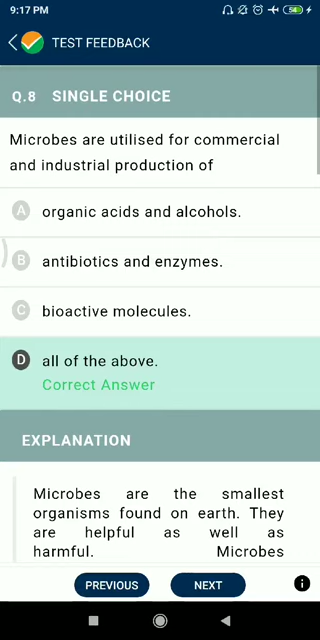 9:17 PM
54
TEST FEEDBACK
Q.8 SINGLE CHOICE
Microbes are utilised for commercial
and industrial production of
A organic acids and alcohols.
B antibiotics and enzymes.
C bioactive molecules.
D all of the above.
Correct Answer
EXPLANATION
Microbes are the smallest
organisms found on earth. They
are helpful as well as
harmful. Microbes
PREVIOUS NEXT